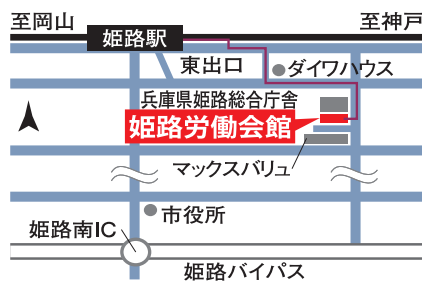 至岡山
至神戸
姫路駅
東出口
ダイワハウス
兵庫県姫路総合庁舎
姫路労働会館
マックスバリュ
市役所
姫路南IC
姫路バイパス